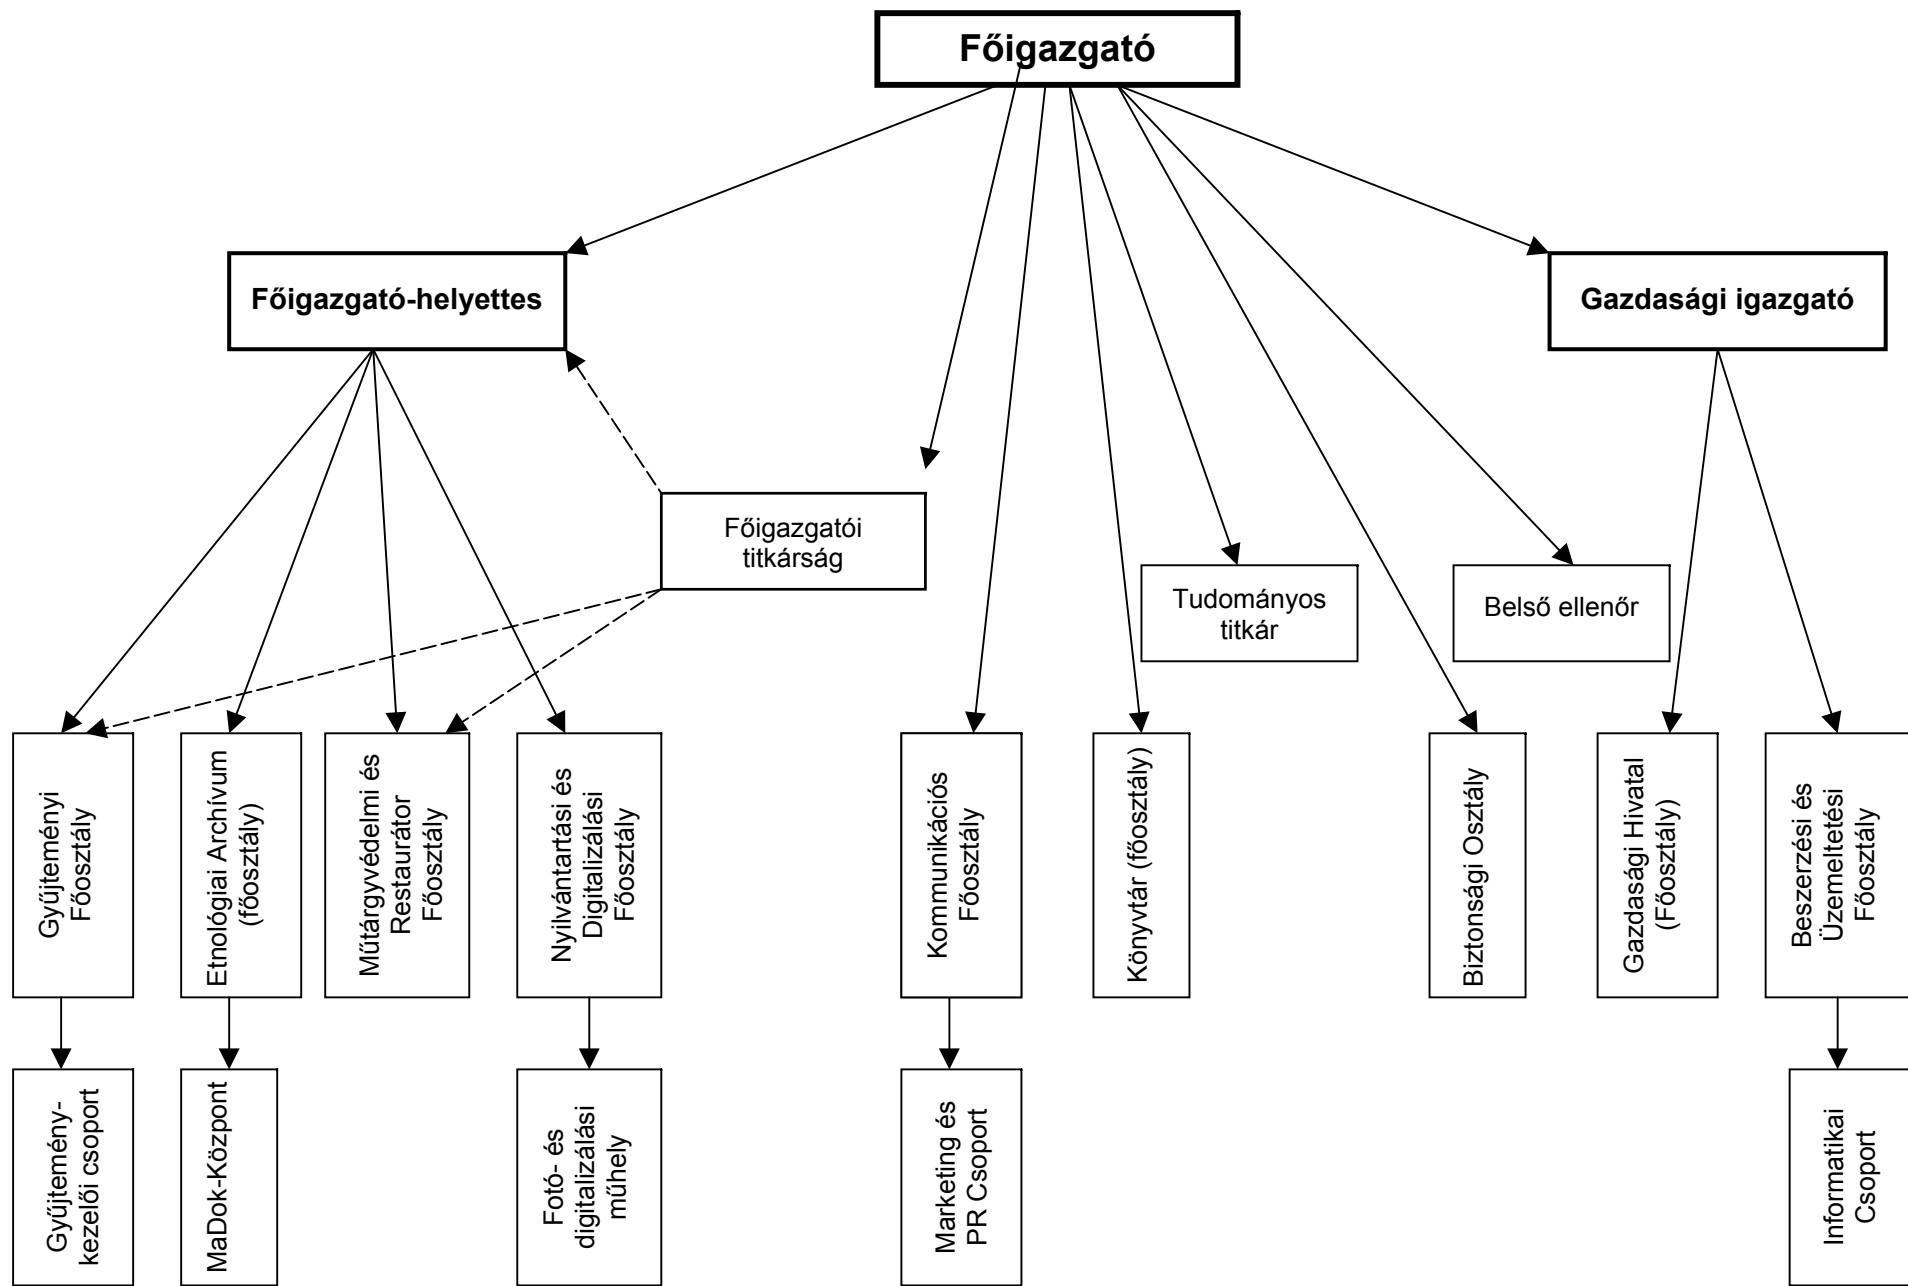 Főigazgató
Főigazgató-helyettes
Gazdasági igazgató
Főigazgatói
titkárság
Tudományos
titkár
Belső ellenőr
Gyűjteményi
Főosztály
Etnológiai Archívum
(főosztály)
Műtárgyvédelmi és
Restaurátor
Főosztály
Nyilvántartási és
Digitalizálási
Főosztály
Kommunikációs
Főosztály
Könyvtár (főosztály)
Biztonsági Osztály
Gazdasági Hivatal
(Főosztály)
Beszerzési és
Üzemeltetési
Főosztály
Gyűjtemény-
kezelői csoport
MaDok-Központ
Fotó- és
digitalizálási
műhely
Marketing és
PR Csoport
Informatikai
Csoport